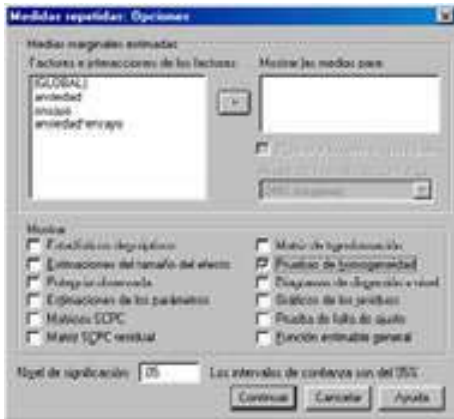 Medidas repetidas: Opciones
Medias marginales estimadas
Factores e interacciones de los factores:
Mostrar las medias para:
(GLOBAL)
ansiedad
ensayo
ansiedad*ensayo
Mostrar
Estadísticos descriptivos
Matriz de transformación
Estimaciones del tamaño del efecto
Pruebas de homogeneidad
Potencia observada
Diagramas de dispersión x nivel
Estimaciones de los parámetros
Gráficos de los residuos
Matrices SCPC
Prueba de falta de ajuste
Matriz SCPC residual
Función estimable general
Nivel de significación: .05 Los intervalos de confianza son del 95%
Continuar Cancelar Ayuda